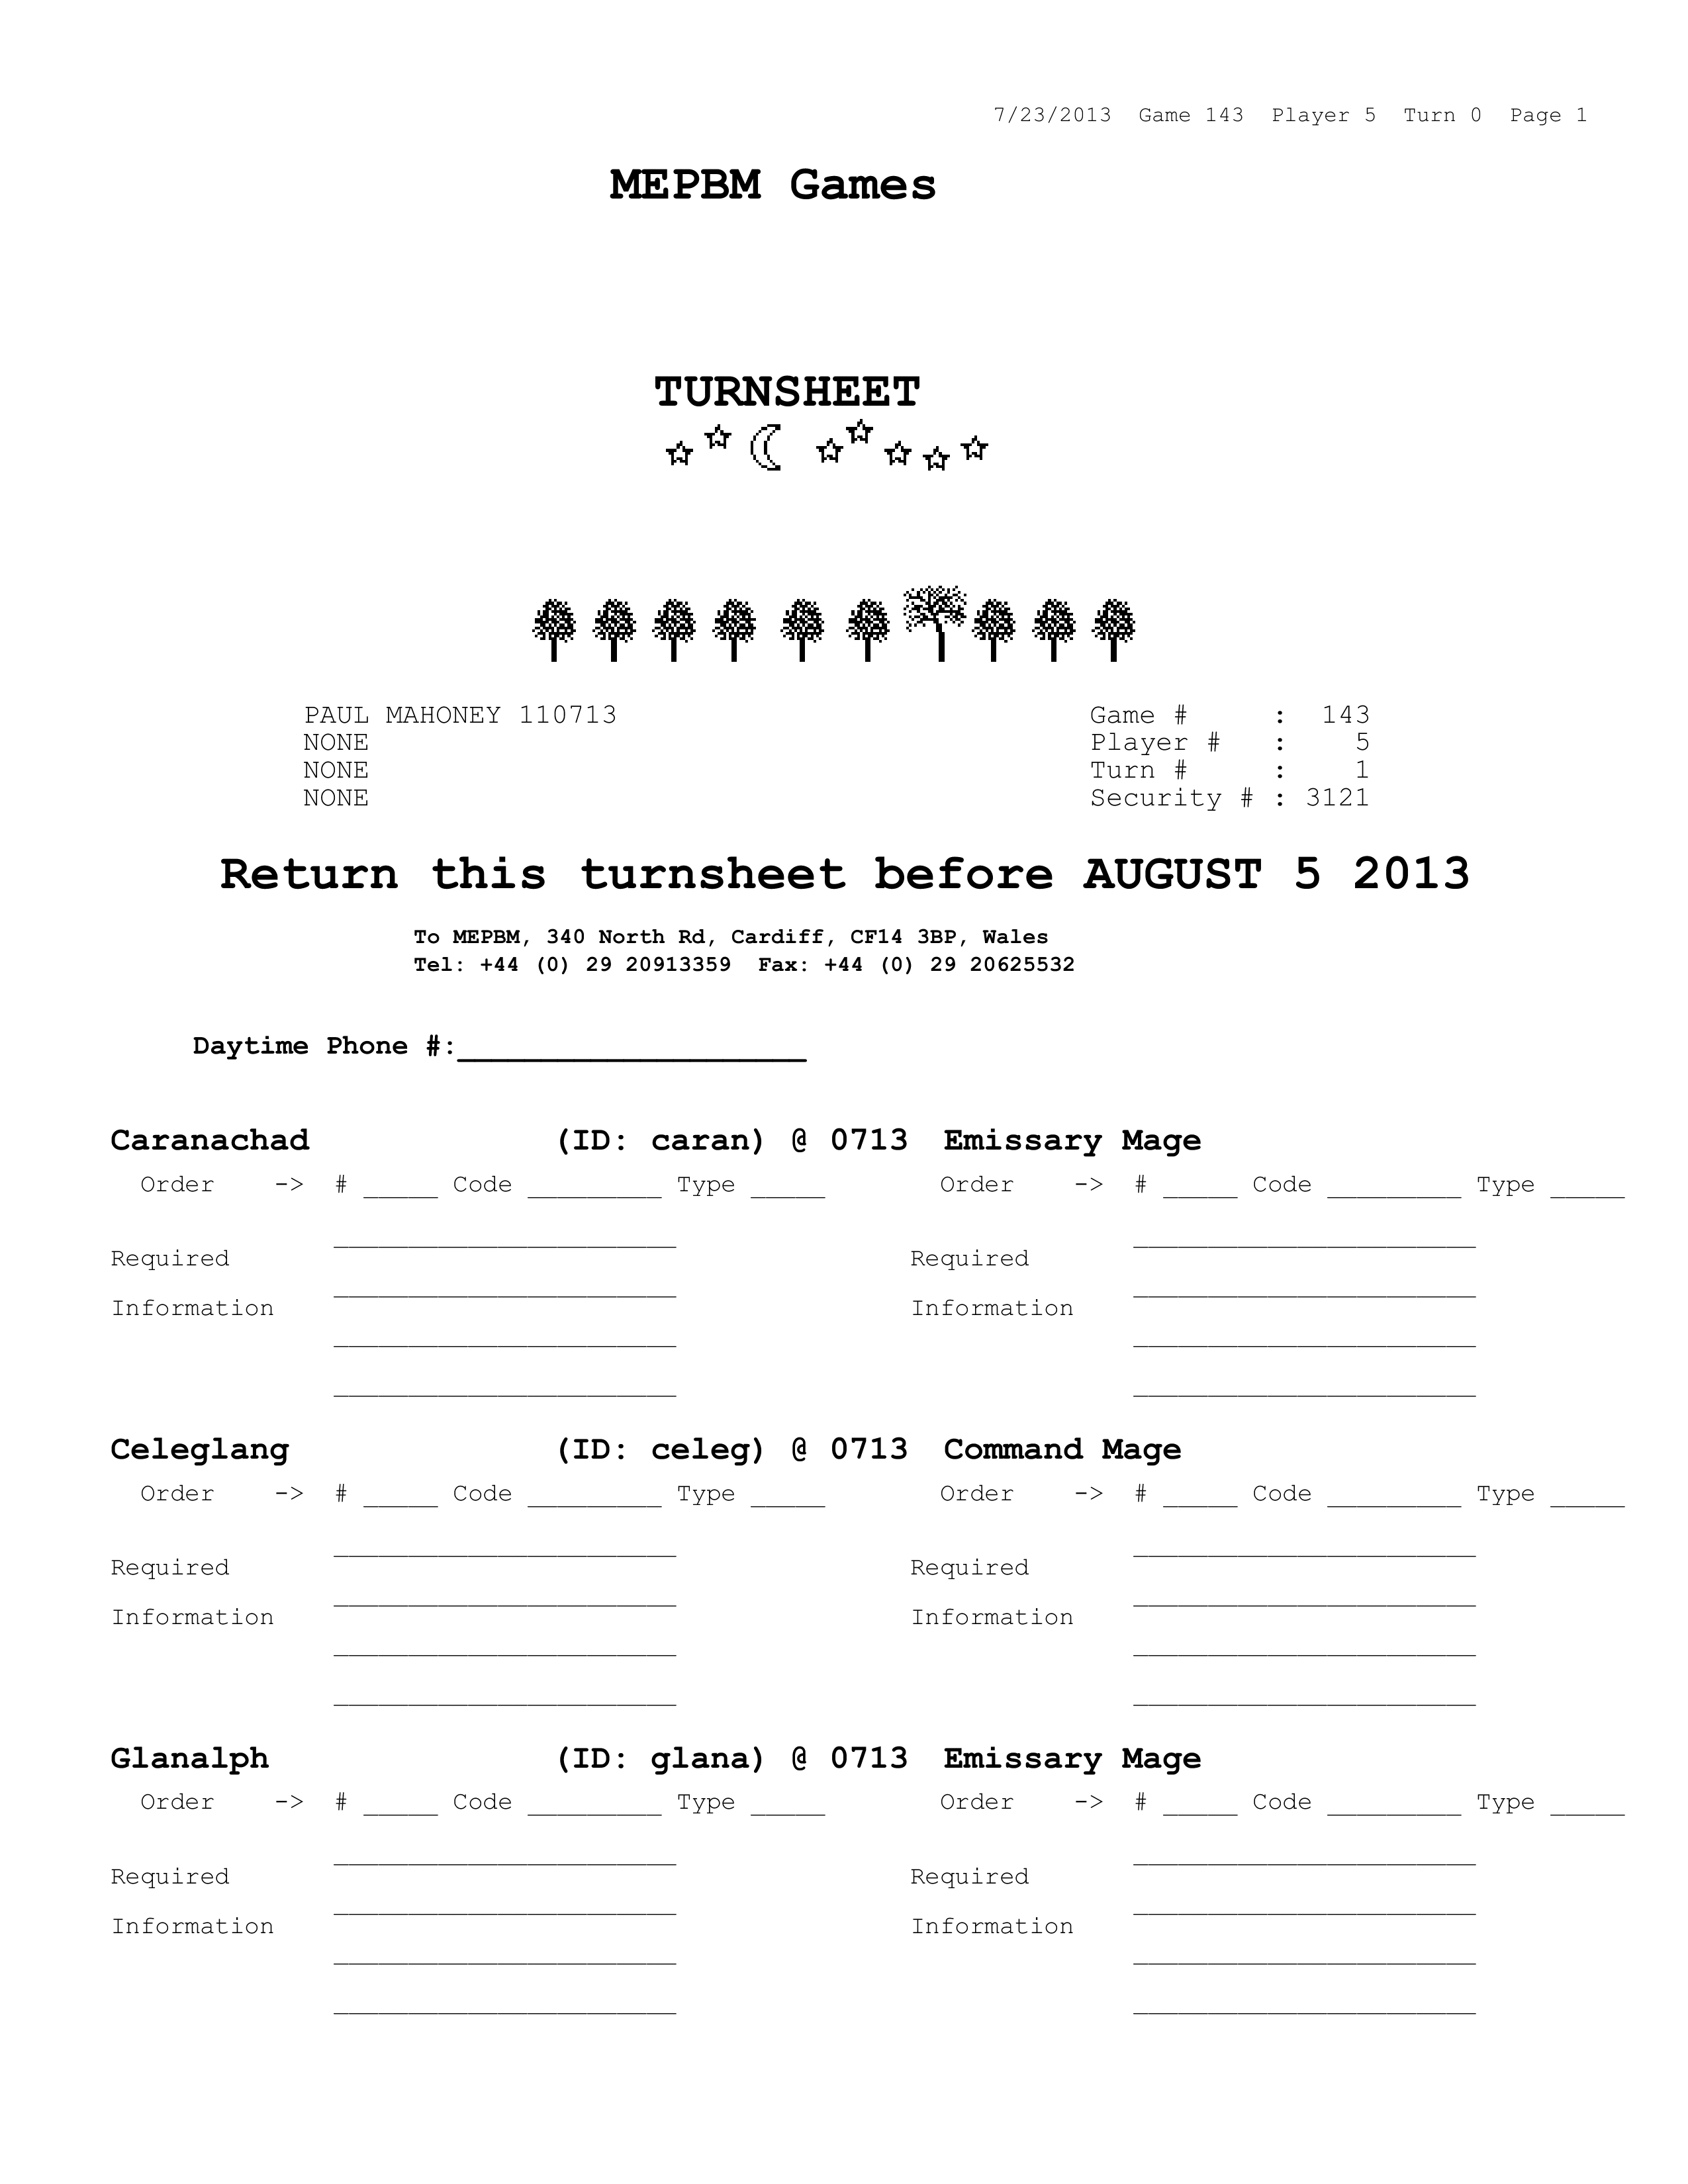 7/23/2013  Game 143  Player 5  Turn 0  Page 1
MEPBM Games
TURNSHEET
PAUL MAHONEY 110713    Game # : 143
NONE    Player # : 5
NONE    Turn # : 1
NONE    Security # : 3121
Return this turnsheet before AUGUST 5 2013
To MEPBM, 340 North Rd, Cardiff, CF14 3BP, Wales
Tel: +44 (0) 29 20913359  Fax: +44 (0) 29 20625532
Daytime Phone #:_____________________
Caranachad (ID: caran) @ 0713 Emissary Mage
Order -> # _____ Code _________ Type _____ Order -> # _____ Code _________ Type _____
Required Required
Information Information
Celeglang (ID: celeg) @ 0713 Command Mage
Order -> # _____ Code _________ Type _____ Order -> # _____ Code _________ Type _____
Required Required
Information Information
Glanalph (ID: glana) @ 0713 Emissary Mage
Order -> # _____ Code _________ Type _____ Order -> # _____ Code _________ Type _____
Required Required
Information Information